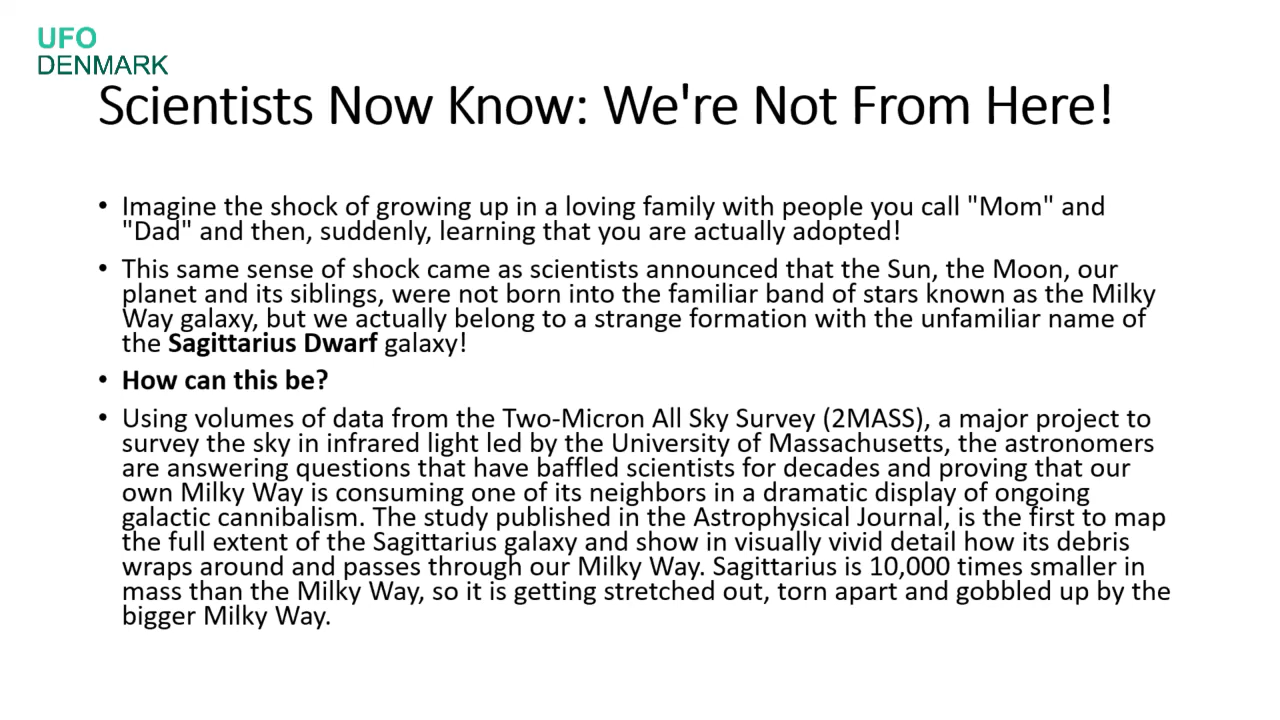 UFO
DENMARK
Scientists Now Know: We're Not From Here!
• Imagine the shock of growing up in a loving family with people you call "Mom" and
"Dad" and then, suddenly, learning that you are actually adopted!
• This same sense of shock came as scientists announced that the Sun, the Moon, our
planet and its siblings, were not born into the familiar band of stars known as the Milky
Way galaxy, but we actually belong to a strange formation with the unfamiliar name of
the Sagittarius Dwarf galaxy!
• How can this be?
• Using volumes of data from the Two-Micron All Sky Survey (2MASS), a major project to
survey the sky in infrared light led by the University of Massachusetts, the astronomers
are answering questions that have baffled scientists for decades and proving that our
own Milky Way is consuming one of its neighbors in a dramatic display of ongoing
galactic cannibalism. The study published in the Astrophysical Journal, is the first to map
the full extent of the Sagittarius galaxy and show in visually vivid detail how its debris
wraps around and passes through our Milky Way. Sagittarius is 10,000 times smaller in
mass than the Milky Way, so it is getting stretched out, torn apart and gobbled up by the
bigger Milky Way.